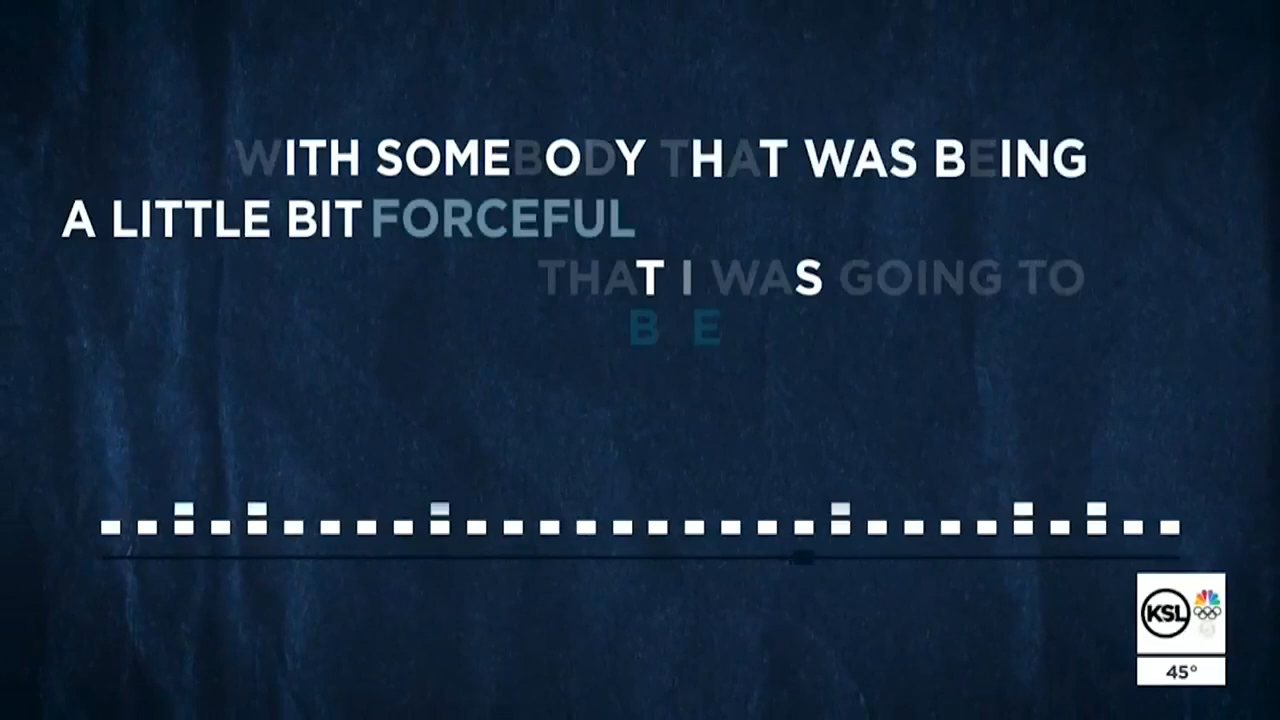 WITH SOMEBODY THAT WAS BEING
A LITTLE BIT FORCEFUL
THAT I WAS GOING TO
B E
KSL
45°